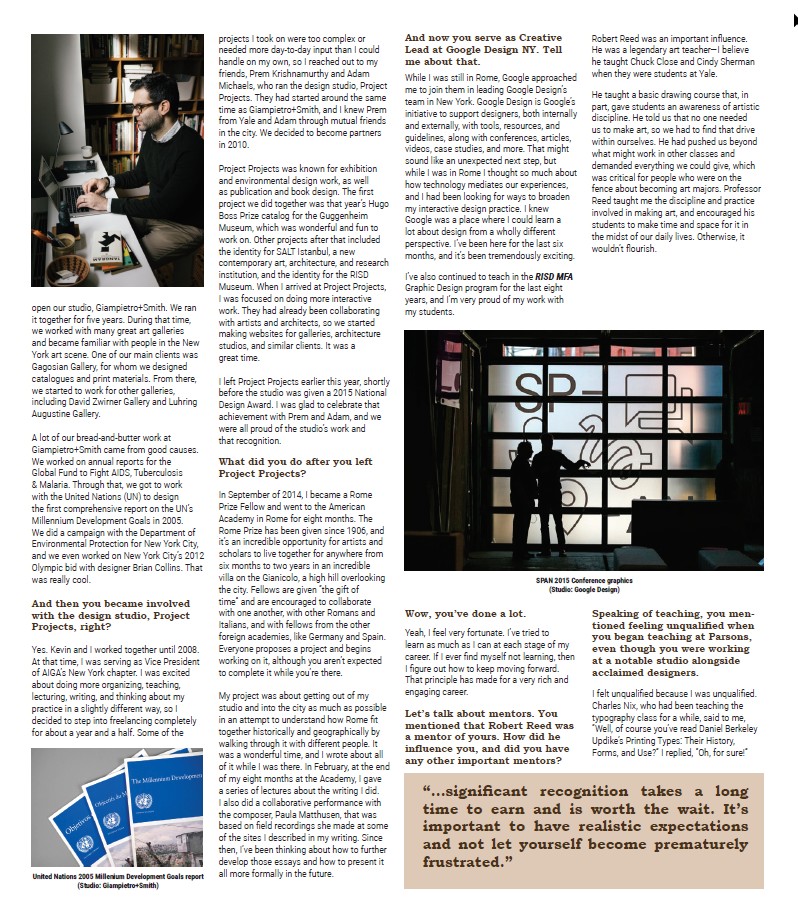 open our studio, Giampietro+Smith. We ran
it together for five years. During that time,
we worked with many great art galleries
and became familiar with people in the New
York art scene. One of our main clients was
Gagosian Gallery, for whom we designed
catalogues and print materials. From there,
we started to work for other galleries,
including David Zwirner Gallery and Luhring
Augustine Gallery.
A lot of our bread-and-butter work at
Giampietro+Smith came from good causes.
We worked on annual reports for the
Global Fund to Fight AIDS, Tuberculosis
& Malaria. Through that, we got to work
with the United Nations (UN) to design
the first comprehensive report on the UN's
Millennium Development Goals in 2005.
We did a campaign with the Department of
Environmental Protection for New York City,
and we even worked on New York City's 2012
Olympic bid with designer Brian Collins. That
was really cool.
And then you became involved
with the design studio, Project
Projects, right?
Yes. Kevin and I worked together until 2008.
At that time, I was serving as Vice President
of AIGA's New York chapter. I was excited
about doing more organizing, teaching,
lecturing, writing, and thinking about my
practice in a slightly different way, so I
decided to step into freelancing completely
for about a year and a half. Some of the
The Millennium Development
Objectifs du M
Objetivos
United Nations 2005 Millenium Development Goals report
(Studio: Giampietro+Smith)
projects I took on were too complex or
needed more day-to-day input than I could
handle on my own, so I reached out to my
friends, Prem Krishnamurthy and Adam
Michaels, who ran the design studio, Project
Projects. They had started around the same
time as Giampietro+Smith, and I knew Prem
from Yale and Adam through mutual friends
in the city. We decided to become partners
in 2010.
Project Projects was known for exhibition
and environmental design work, as well
as publication and book design. The first
project we did together was that year's Hugo
Boss Prize catalog for the Guggenheim
Museum, which was wonderful and fun to
work on. Other projects after that included
the identity for SALT Istanbul, a new
contemporary art, architecture, and research
institution, and the identity for the RISD
Museum. When I arrived at Project Projects,
I was focused on doing more interactive
work. They had already been collaborating
with artists and architects, so we started
making websites for galleries, architecture
studios, and similar clients. It was a
great time.
I left Project Projects earlier this year, shortly
before the studio was given a 2015 National
Design Award. I was glad to celebrate that
achievement with Prem and Adam, and we
were all proud of the studio's work and
that recognition.
What did you do after you left
Project Projects?
In September of 2014, I became a Rome
Prize Fellow and went to the American
Academy in Rome for eight months. The
Rome Prize has been given since 1906, and
it's an incredible opportunity for artists and
scholars to live together for anywhere from
six months to two years in an incredible
villa on the Gianicolo, a high hill overlooking
the city. Fellows are given "the gift of
time" and are encouraged to collaborate
with one another, with other Romans and
Italians, and with fellows from the other
foreign academies, like Germany and Spain.
Everyone proposes a project and begins
working on it, although you aren't expected
to complete it while you're there.
My project was about getting out of my
studio and into the city as much as possible
in an attempt to understand how Rome fit
together historically and geographically by
walking through it with different people. It
was a wonderful time, and I wrote about all
of it while I was there. In February, at the end
of my eight months at the Academy, I gave
a series of lectures about the writing I did.
I also did a collaborative performance with
the composer, Paula Matthusen, that was
based on field recordings she made at some
of the sites I described in my writing. Since
then, I've been thinking about how to further
develop those essays and how to present it
all more formally in the future.
And now you serve as Creative
Lead at Google Design NY. Tell
me about that.
While I was still in Rome, Google approached
me to join them in leading Google Design's
team in New York. Google Design is Google's
initiative to support designers, both internally
and externally, with tools, resources, and
guidelines, along with conferences, articles,
videos, case studies, and more. That might
sound like an unexpected next step, but
while I was in Rome I thought so much about
how technology mediates our experiences,
and I had been looking for ways to broaden
my interactive design practice. I knew
Google was a place where I could learn a
lot about design from a wholly different
perspective. I've been here for the last six
months, and it's been tremendously exciting.
I've also continued to teach in the RISD MFA
Graphic Design program for the last eight
years, and I'm very proud of my work with
my students.
Robert Reed was an important influence.
He was a legendary art teacher—I believe
he taught Chuck Close and Cindy Sherman
when they were students at Yale.
He taught a basic drawing course that, in
part, gave students an awareness of artistic
discipline. He told us that no one needed
us to make art, so we had to find that drive
within ourselves. He had pushed us beyond
what might work in other classes and
demanded everything we could give, which
was critical for people who were on the
fence about becoming art majors. Professor
Reed taught me the discipline and practice
involved in making art, and encouraged his
students to make time and space for it in
the midst of our daily lives. Otherwise, it
wouldn't flourish.
SP
SPAN 2015 Conference graphics
(Studio: Google Design)
Wow, you've done a lot.
Yeah, I feel very fortunate. I've tried to
learn as much as I can at each stage of my
career. If I ever find myself not learning, then
I figure out how to keep moving forward.
That principle has made for a very rich and
engaging career.
Let's talk about mentors. You
mentioned that Robert Reed was
a mentor of yours. How did he
influence you, and did you have
any other important mentors?
Speaking of teaching, you men-
tioned feeling unqualified when
you began teaching at Parsons,
even though you were working
at a notable studio alongside
acclaimed designers.
I felt unqualified because I was unqualified.
Charles Nix, who had been teaching the
typography class for a while, said to me,
"Well, of course you've read Daniel Berkeley
Updike's Printing Types: Their History,
Forms, and Use?" I replied, "Oh, for sure!"
"...significant recognition takes a long
time to earn and is worth the wait. It's
important to have realistic expectations
and not let yourself become prematurely
frustrated."